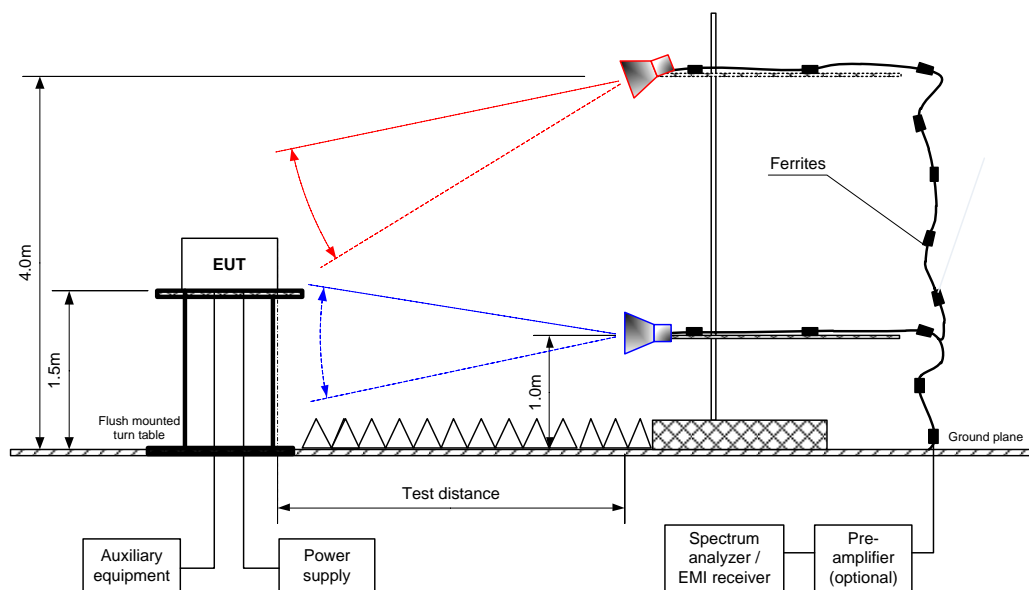 Ferrites
EUT
4.0m
1.5m
1.0m
Flush mounted
turn table
Ground plane
Test distance
Auxiliary
equipment
Power
supply
Spectrum
analyzer /
EMI receiver
Pre-
amplifier
(optional)